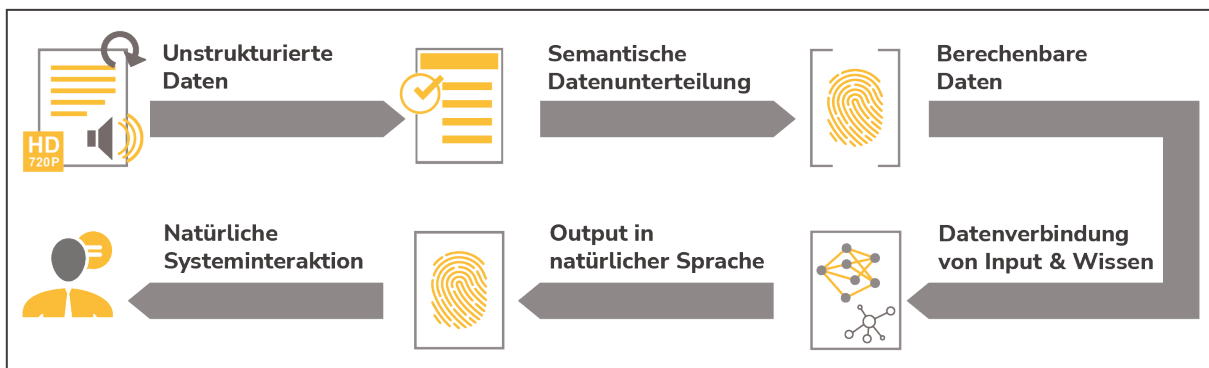 Unstrukturierte
Daten
Semantische
Datenunterteilung
Berechenbare
Daten
HD
720P
Natürliche
Systeminteraktion
Output in
natürlicher Sprache
Datenverbindung
von Input & Wissen